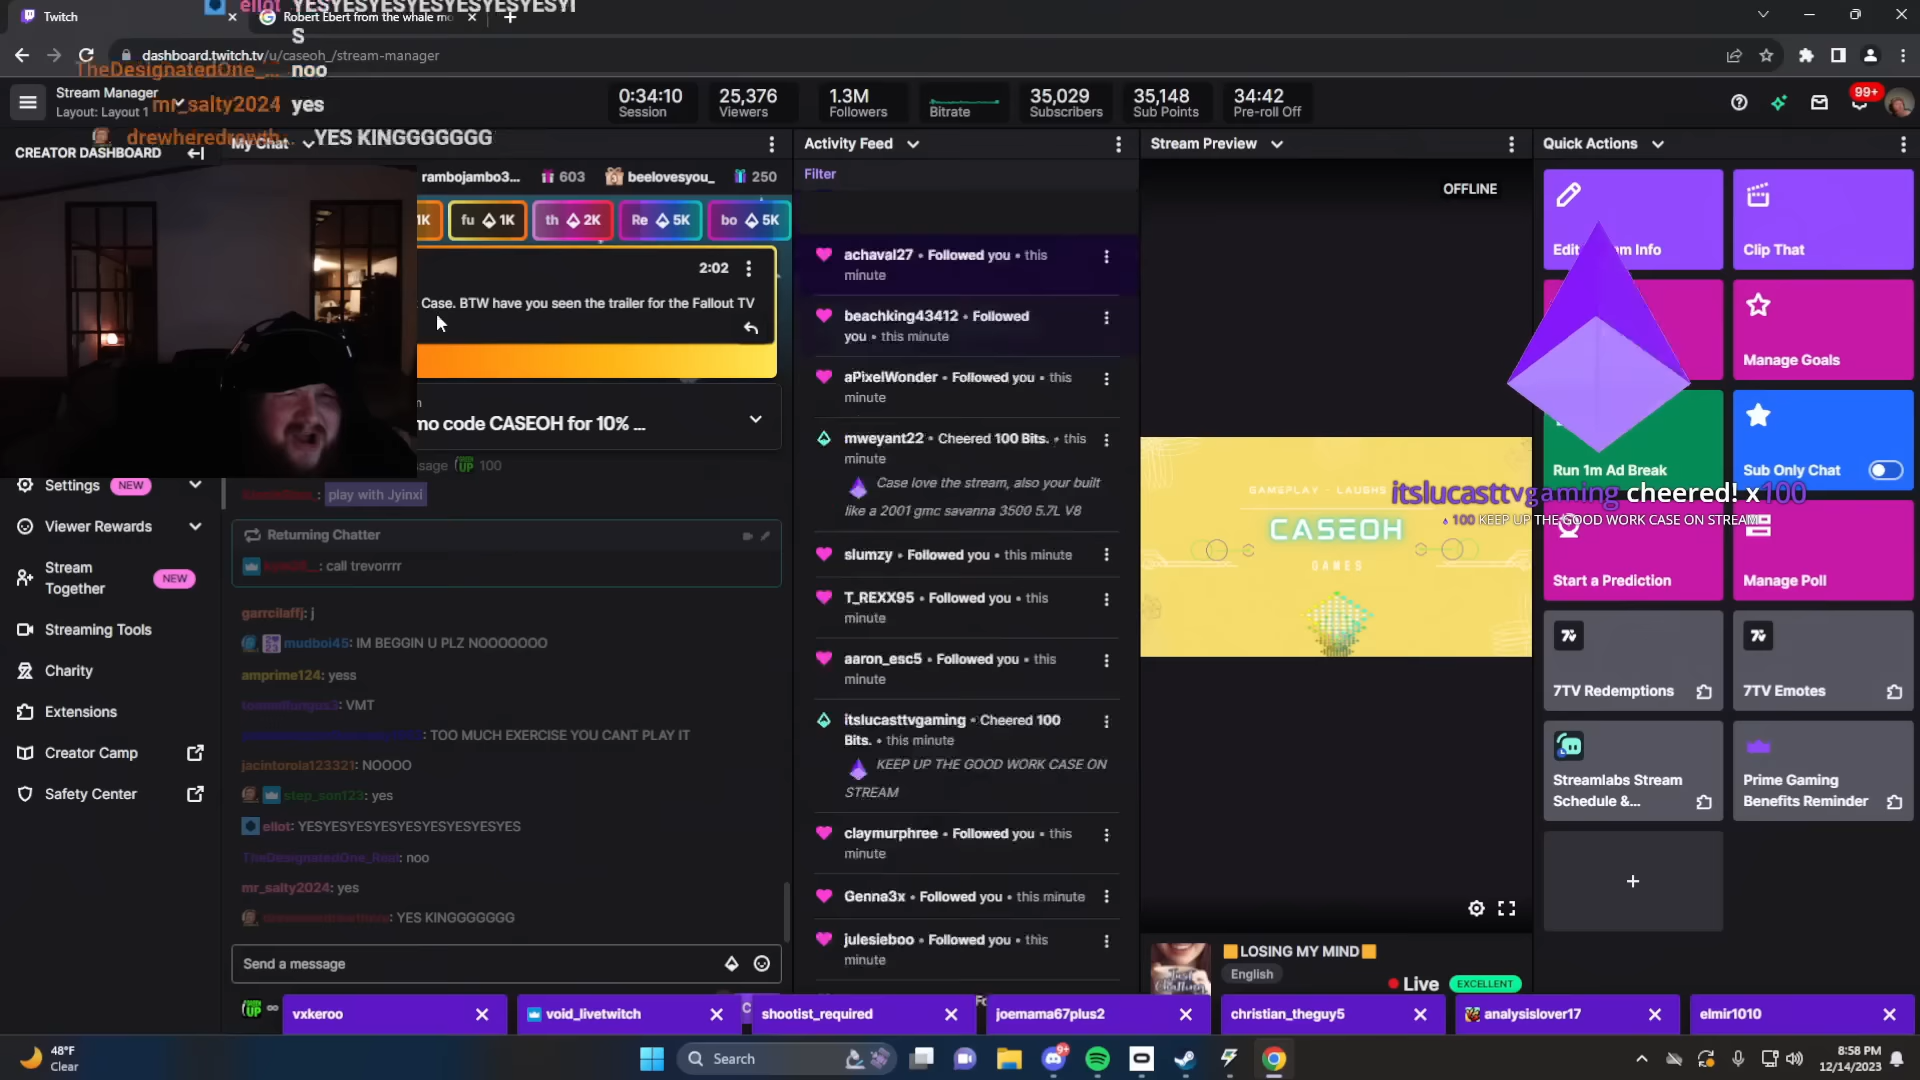 Twitch
Robert Ebert from the whale mo
ellot YESYESYESYESYESYESYESYI
S
dashboard.twitch.tv/u/caseoh_/stream-manager
TheDesignatedOne_... noo
mr_salty2024 yes
YES KINGGGGGGG
Stream Manager
Layout: Layout 1
0:34:10
Session
25,376
Viewers
1.3M
Followers
Bitrate
35,029
Subscribers
35,148
Sub Points
34:42
Pre-roll Off
99+
CREATOR DASHBOARD
Settings NEW
Viewer Rewards
Stream
Together NEW
Streaming Tools
Charity
Extensions
Creator Camp
Safety Center
My Chat
rambojambo3... 603 beelovesyou_ 250
1K fu 1K th 2K Re 5K bo 5K
2:02
Case. BTW have you seen the trailer for the Fallout TV
mo code CASEOH for 10% ...
100
play with Jyinxi
Returning Chatter
: call trevorrrr
garrcilaffj: j
mudboi45: IM BEGGIN U PLZ NOOOOOOO
amprime124: yess
: VMT
: TOO MUCH EXERCISE YOU CANT PLAY IT
jacintorola123321: NOOOO
step_son123: yes
ellot: YESYESYESYESYESYESYESYESYES
noo
mr_salty2024: yes
: YES KINGGGGGGG
Send a message
Activity Feed
Filter
achaval27 • Followed you • this
minute
beachking43412 • Followed
you • this minute
aPixelWonder • Followed you • this
minute
mweyant22 • Cheered 100 Bits. • this
minute
Case love the stream, also your built
like a 2001 gmc savanna 3500 5.7L V8
slumzy • Followed you • this minute
T_REXX95 • Followed you • this
minute
aaron_esc5 • Followed you • this
minute
itslucasttvgaming • Cheered 100
Bits. • this minute
KEEP UP THE GOOD WORK CASE ON
STREAM
claymurphree • Followed you • this
minute
Genna3x • Followed you • this minute
julesieboo • Followed you • this
minute
Stream Preview
OFFLINE
GAMEPLAY - LAUGHS
CASEOH
GAMES
LOSING MY MIND
English
Live EXCELLENT
Quick Actions
Clip That
Manage Goals
Run 1m Ad Break
Sub Only Chat
itslucasttvgaming cheered! x100
100 KEEP UP THE GOOD WORK CASE ON STREAM
Start a Prediction
Manage Poll
7TV Redemptions
7TV Emotes
Streamlabs Stream
Schedule &...
Prime Gaming
Benefits Reminder
vxkeroo
void_livetwitch
shootist_required
joemama67plus2
christian_theguy5
analysislover17
elmir1010
48°F
Clear
Search
8:58 PM
12/14/2023